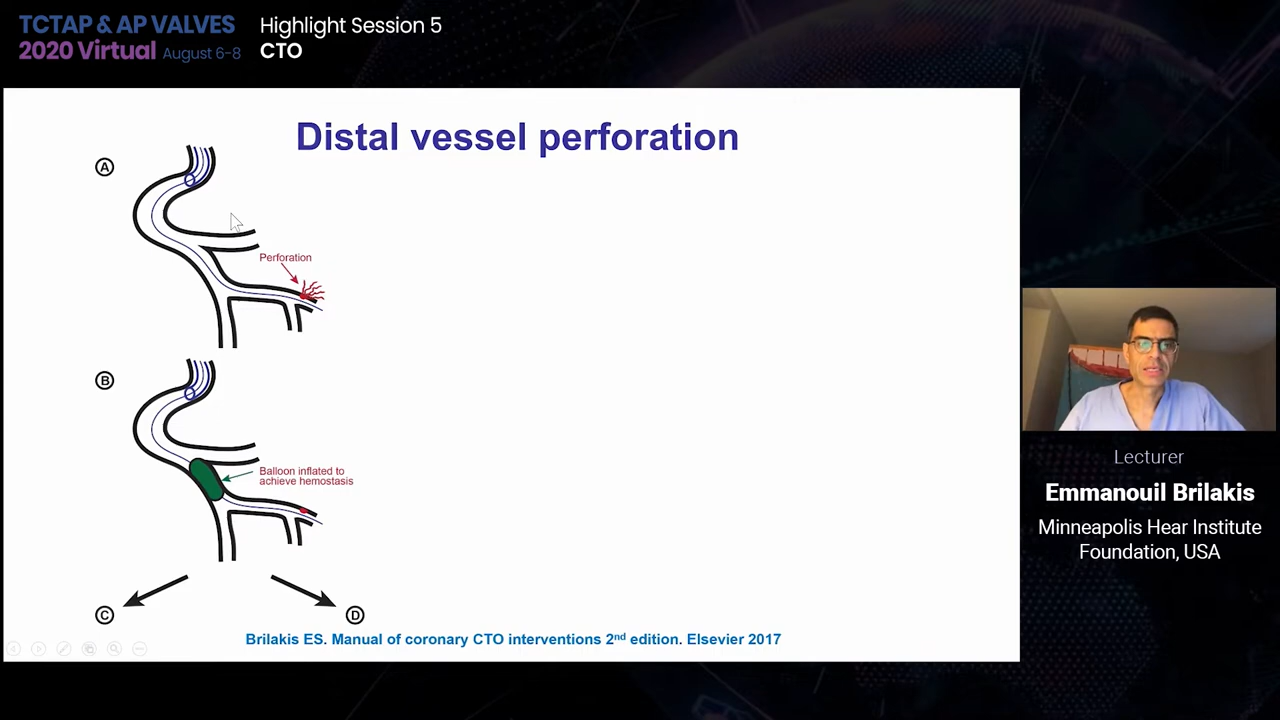 TCTAP & AP VALVES
2020 Virtual August 6-8
Highlight Session 5
CTO
Distal vessel perforation
A
Perforation
B
Balloon inflated to
achieve hemostasis
C
D
Brilakis ES. Manual of coronary CTO interventions 2nd edition. Elsevier 2017
Lecturer
Emmanouil Brilakis
Minneapolis Hear Institute
Foundation, USA